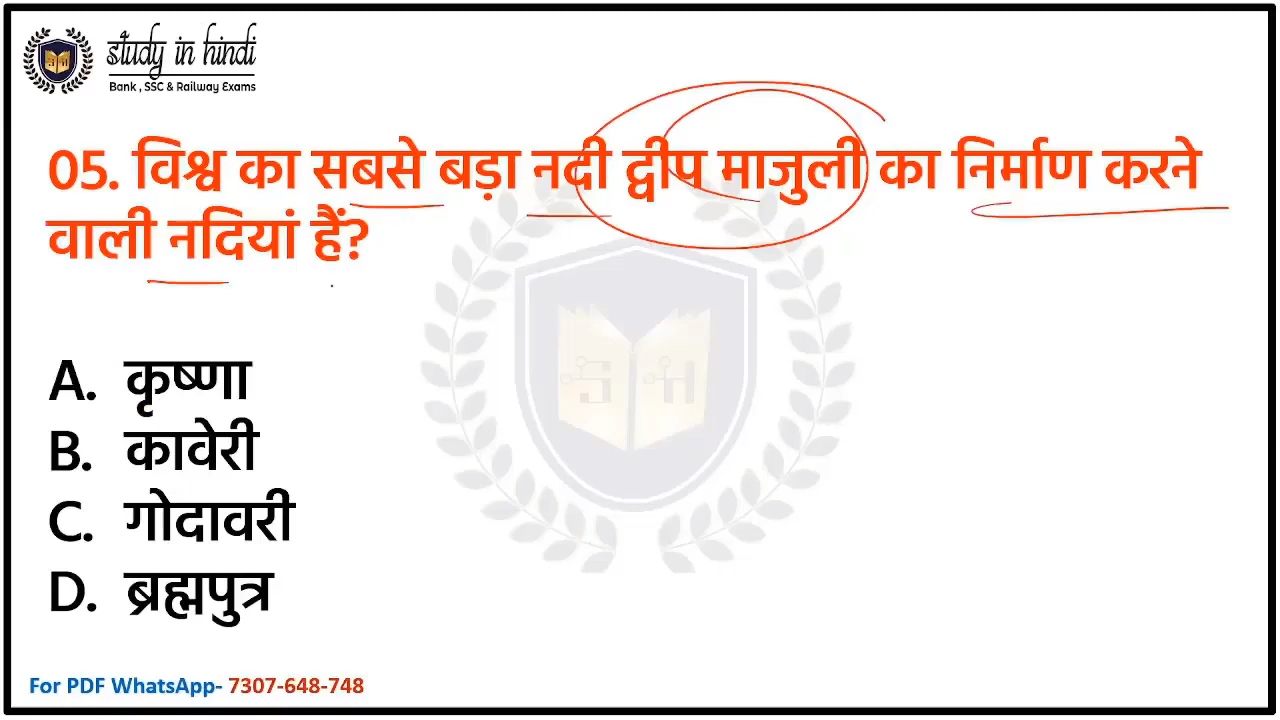 Study in hindi
Bank , SSC & Railway Exams
05. विश्व का सबसे बड़ा नदी द्वीप माजुली का निर्माण करने
वाली नदियां हैं?
A. कृष्णा
B. कावेरी
C. गोदावरी
D. ब्रह्मपुत्र
For PDF WhatsApp- 7307-648-748